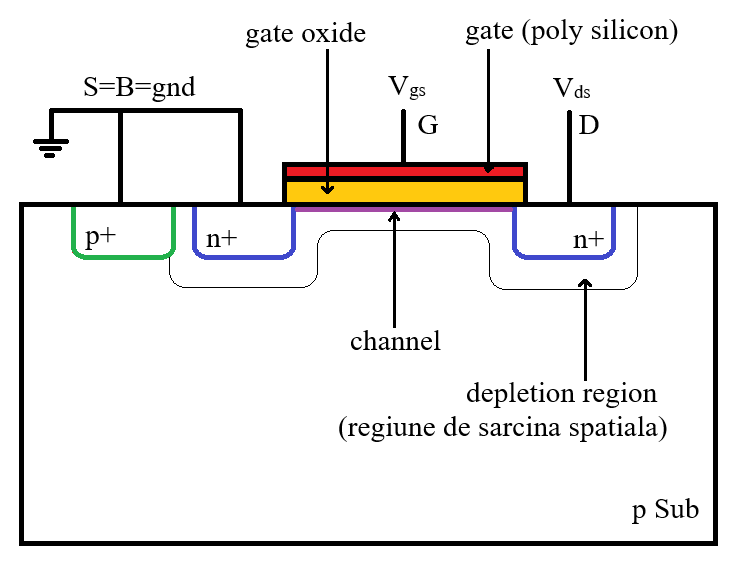 gate oxide
gate (poly silicon)
S=B=gnd
Vgs
Vds
G
D
p+
n+
n+
channel
depletion region
(regiune de sarcina spatiala)
p Sub